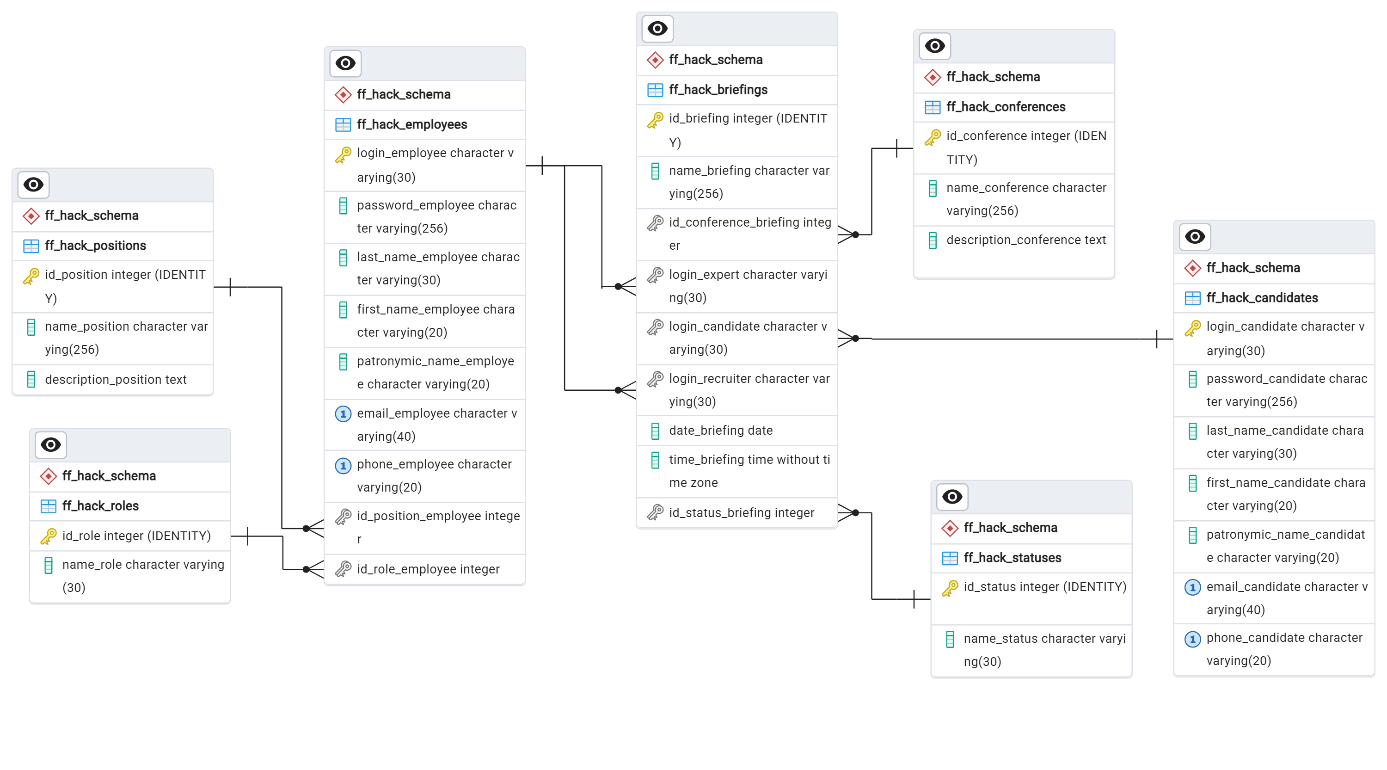 ff_hack_schema
ff_hack_positions
id_position integer (IDENTIT
Y)
name_position character var
ying(256)
description_position text
ff_hack_schema
ff_hack_roles
id_role integer (IDENTITY)
name_role character varying
(30)
ff_hack_schema
ff_hack_employees
login_employee character v
arying(30)
password_employee charac
ter varying(256)
last_name_employee charac
ter varying(30)
first_name_employee chara
cter varying(20)
patronymic_name_employe
e character varying(20)
1
email_employee character v
arying(40)
1
phone_employee character
varying(20)
id_position_employee intege
r
id_role_employee integer
ff_hack_schema
ff_hack_briefings
id_briefing integer (IDENTIT
Y)
name_briefing character var
ying(256)
id_conference_briefing integ
er
login_expert character varyi
ng(30)
login_candidate character v
arying(30)
login_recruiter character var
ying(30)
date_briefing date
time_briefing time without ti
me zone
id_status_briefing integer
ff_hack_schema
ff_hack_conferences
id_conference integer (IDEN
TITY)
name_conference character
varying(256)
description_conference text
ff_hack_schema
ff_hack_statuses
id_status integer (IDENTITY)
name_status character varyi
ng(30)
ff_hack_schema
ff_hack_candidates
login_candidate character v
arying(30)
password_candidate charac
ter varying(256)
last_name_candidate chara
cter varying(30)
first_name_candidate chara
cter varying(20)
patronymic_name_candidat
e character varying(20)
1
email_candidate character v
arying(40)
1
phone_candidate character
varying(20)